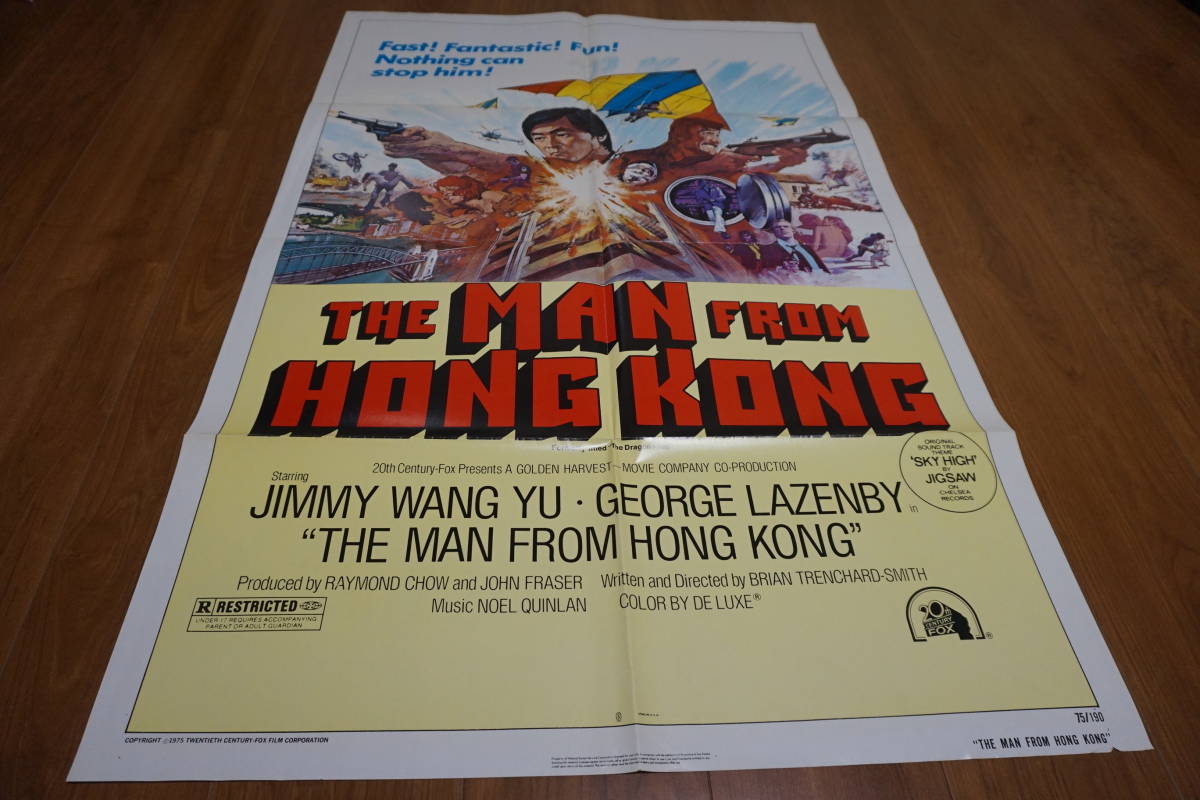 Fast! Fantastic! Fun!
Nothing can
stop him!
THE MAN FROM
HONG KONG
20th Century-Fox Presents A GOLDEN HARVEST~MOVIE COMPANY CO-PRODUCTION
Starring
JIMMY WANG YU · GEORGE LAZENBY
in
"THE MAN FROM HONG KONG"
Produced by RAYMOND CHOW and JOHN FRASER Written and Directed by BRIAN TRENCHARD-SMITH
Music NOEL QUINLAN COLOR BY DE LUXE®
ORIGINAL
SOUND TRACK
THEME
'SKY HIGH'
BY
JIGSAW
ON
CHELSEA
RECORDS
R RESTRICTED
UNDER 17 REQUIRES ACCOMPANYING
PARENT OR ADULT GUARDIAN
20th
CENTURY
FOX
®
COPYRIGHT ©1975 TWENTIETH CENTURY-FOX FILM CORPORATION
75/190
"THE MAN FROM HONG KONG"